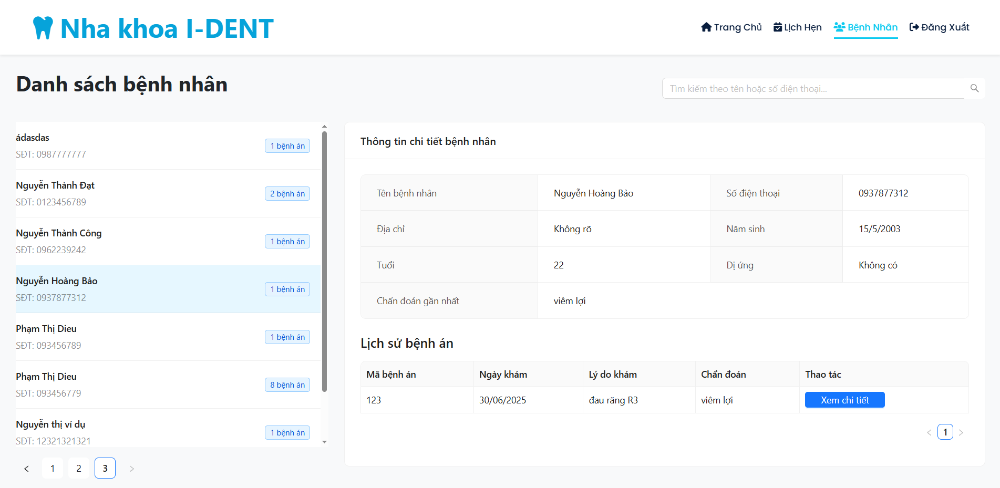 Nha khoa I-DENT
Trang Chủ
Lịch Hẹn
Bệnh Nhân
Đăng Xuất
Danh sách bệnh nhân
Tìm kiếm theo tên hoặc số điện thoại...
ádasdas
SĐT: 0987777777
1 bệnh án
Nguyễn Thành Đạt
SĐT: 0123456789
2 bệnh án
Nguyễn Thành Công
SĐT: 0962239242
1 bệnh án
Nguyễn Hoàng Bảo
SĐT: 0937877312
1 bệnh án
Phạm Thị Dieu
SĐT: 093456789
1 bệnh án
Phạm Thị Dieu
SĐT: 093456779
8 bệnh án
Nguyễn thị ví dụ
SĐT: 12321321321
1 bệnh án
1 2 3
Thông tin chi tiết bệnh nhân
Tên bệnh nhân Nguyễn Hoàng Bảo Số điện thoại 0937877312
Địa chỉ Không rõ Năm sinh 15/5/2003
Tuổi 22 Dị ứng Không có
Chẩn đoán gần nhất viêm lợi
Lịch sử bệnh án
Mã bệnh án Ngày khám Lý do khám Chẩn đoán Thao tác
123 30/06/2025 đau răng R3 viêm lợi Xem chi tiết
1